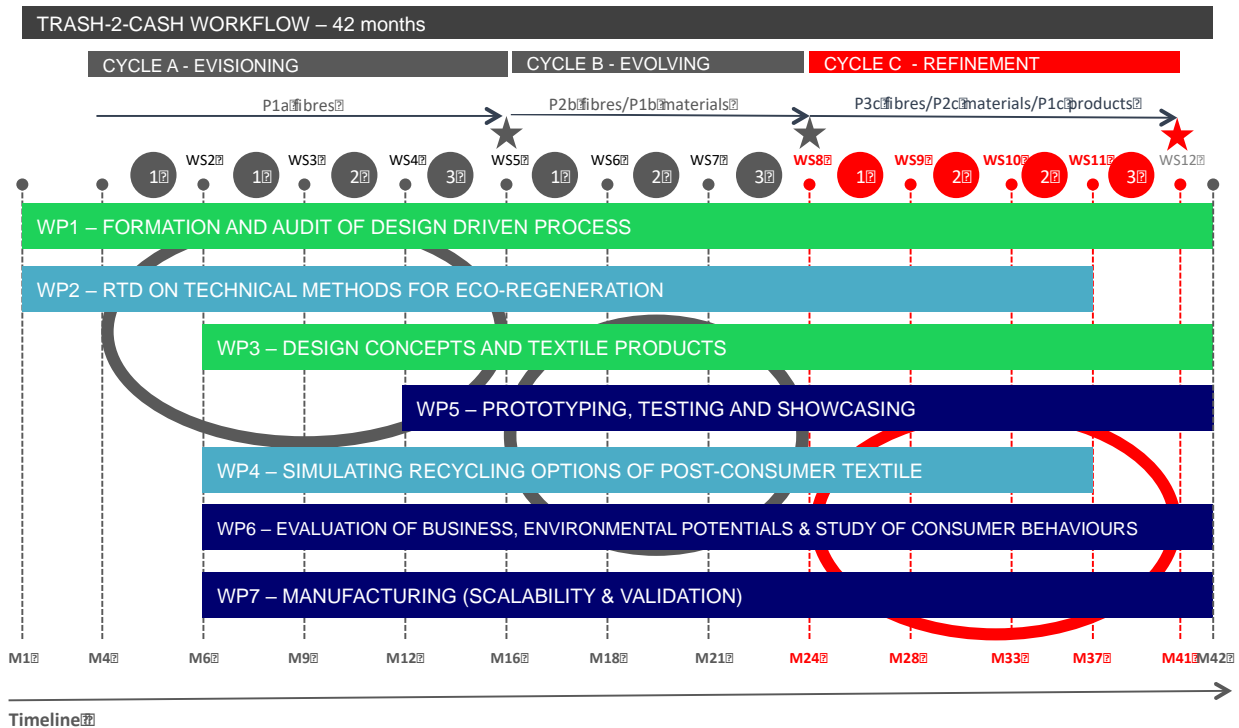 TRASH-2-CASH WORKFLOW – 42 months
CYCLE A - EVISIONING
CYCLE B - EVOLVING
CYCLE C - REFINEMENT
P1a fibres
P2b fibres/P1b materials
P3c fibres/P2c materials/P1c products
WS2 WS3 WS4 WS5 WS6 WS7 WS8 WS9 WS10 WS11 WS12
1 1 2 3 1 2 3 1 2 2 3
WP1 – FORMATION AND AUDIT OF DESIGN DRIVEN PROCESS
WP2 – RTD ON TECHNICAL METHODS FOR ECO-REGENERATION
WP3 – DESIGN CONCEPTS AND TEXTILE PRODUCTS
WP5 – PROTOTYPING, TESTING AND SHOWCASING
WP4 – SIMULATING RECYCLING OPTIONS OF POST-CONSUMER TEXTILE
WP6 – EVALUATION OF BUSINESS, ENVIRONMENTAL POTENTIALS & STUDY OF CONSUMER BEHAVIOURS
WP7 – MANUFACTURING (SCALABILITY & VALIDATION)
M1 M4 M6 M9 M12 M16 M18 M21 M24 M28 M33 M37 M41 M42
Timeline